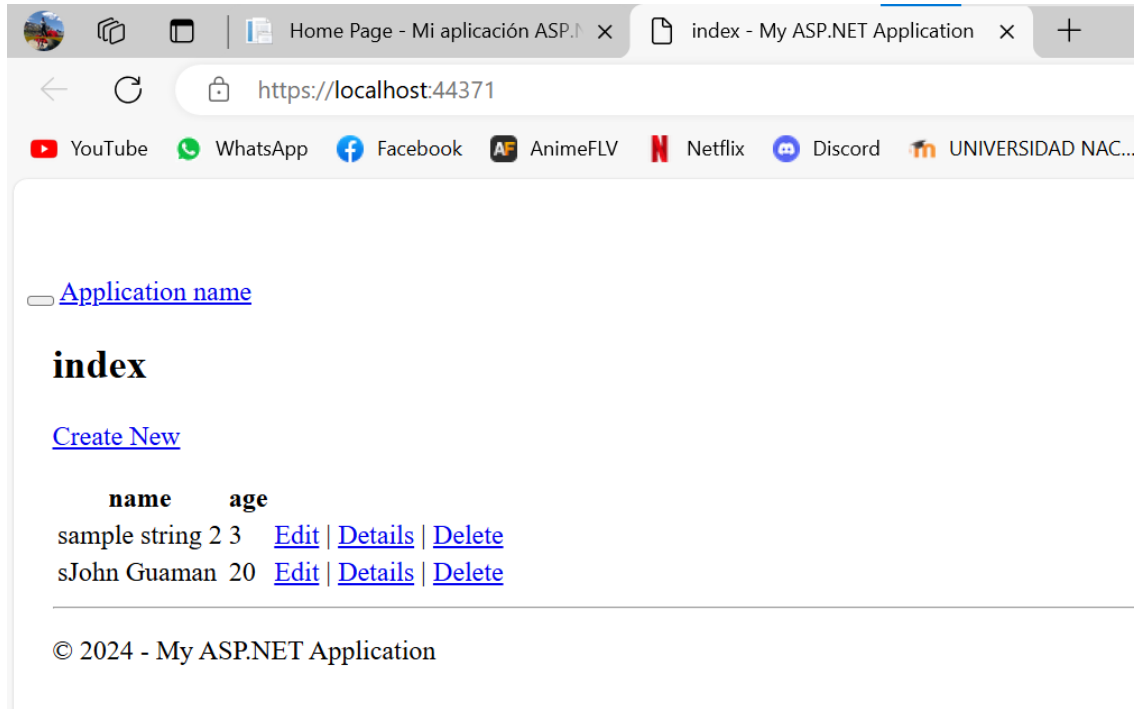 Home Page - Mi aplicación ASP.N
index - My ASP.NET Application
https://localhost:44371
YouTube WhatsApp Facebook AF AnimeFLV N Netflix Discord UNIVERSIDAD NAC...
Application name
index
Create New
name age
sample string 2 3 Edit | Details | Delete
sJohn Guaman 20 Edit | Details | Delete
© 2024 - My ASP.NET Application